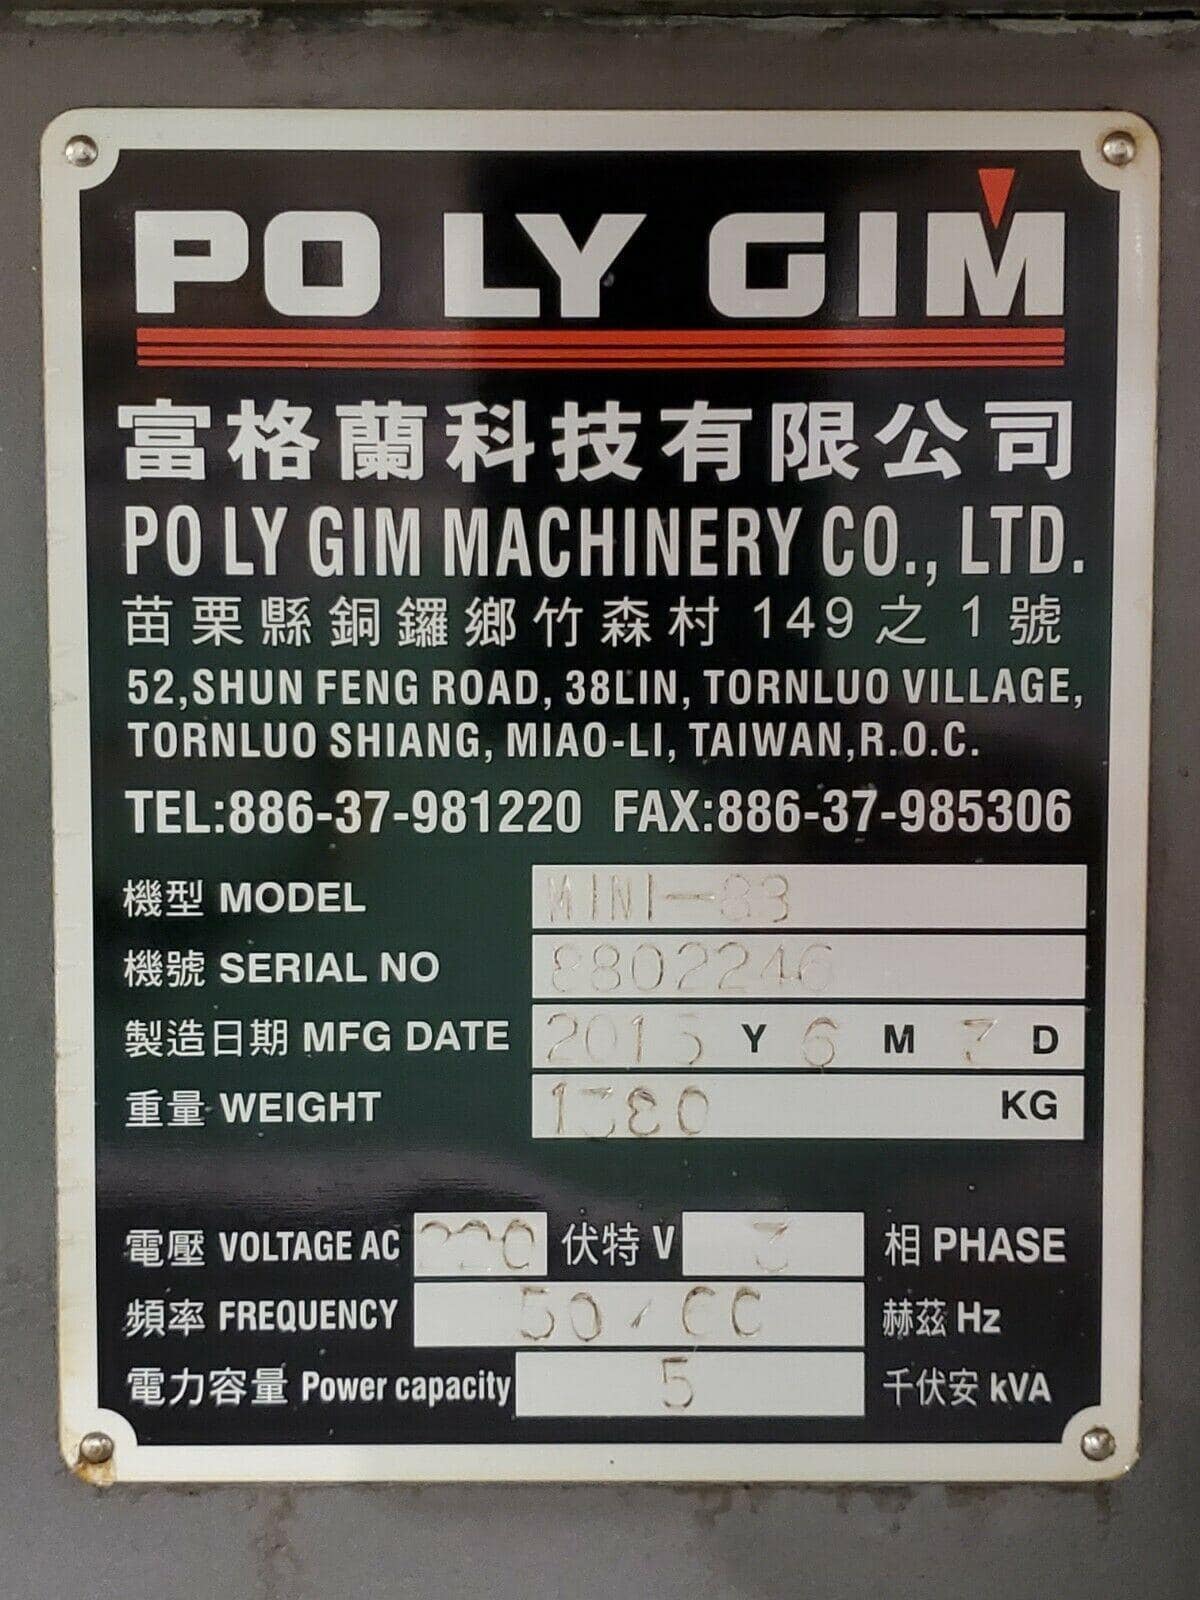 PO LY GIM
富格蘭科技有限公司
PO LY GIM MACHINERY CO., LTD.
苗栗縣銅鑼鄉竹森村 149 之 1 號
52,SHUN FENG ROAD, 38LIN, TORNLUO VILLAGE,
TORNLUO SHIANG, MIAO-LI, TAIWAN,R.O.C.
TEL:886-37-981220 FAX:886-37-985306
機型 MODEL MINI-88
機號 SERIAL NO 8802246
製造日期 MFG DATE 2015 Y 6 M 7 D
重量 WEIGHT 1380 KG
電壓 VOLTAGE AC 220 伏特 V 3 相 PHASE
頻率 FREQUENCY 50/60 赫茲 Hz
電力容量 Power capacity 5 千伏安 kVA